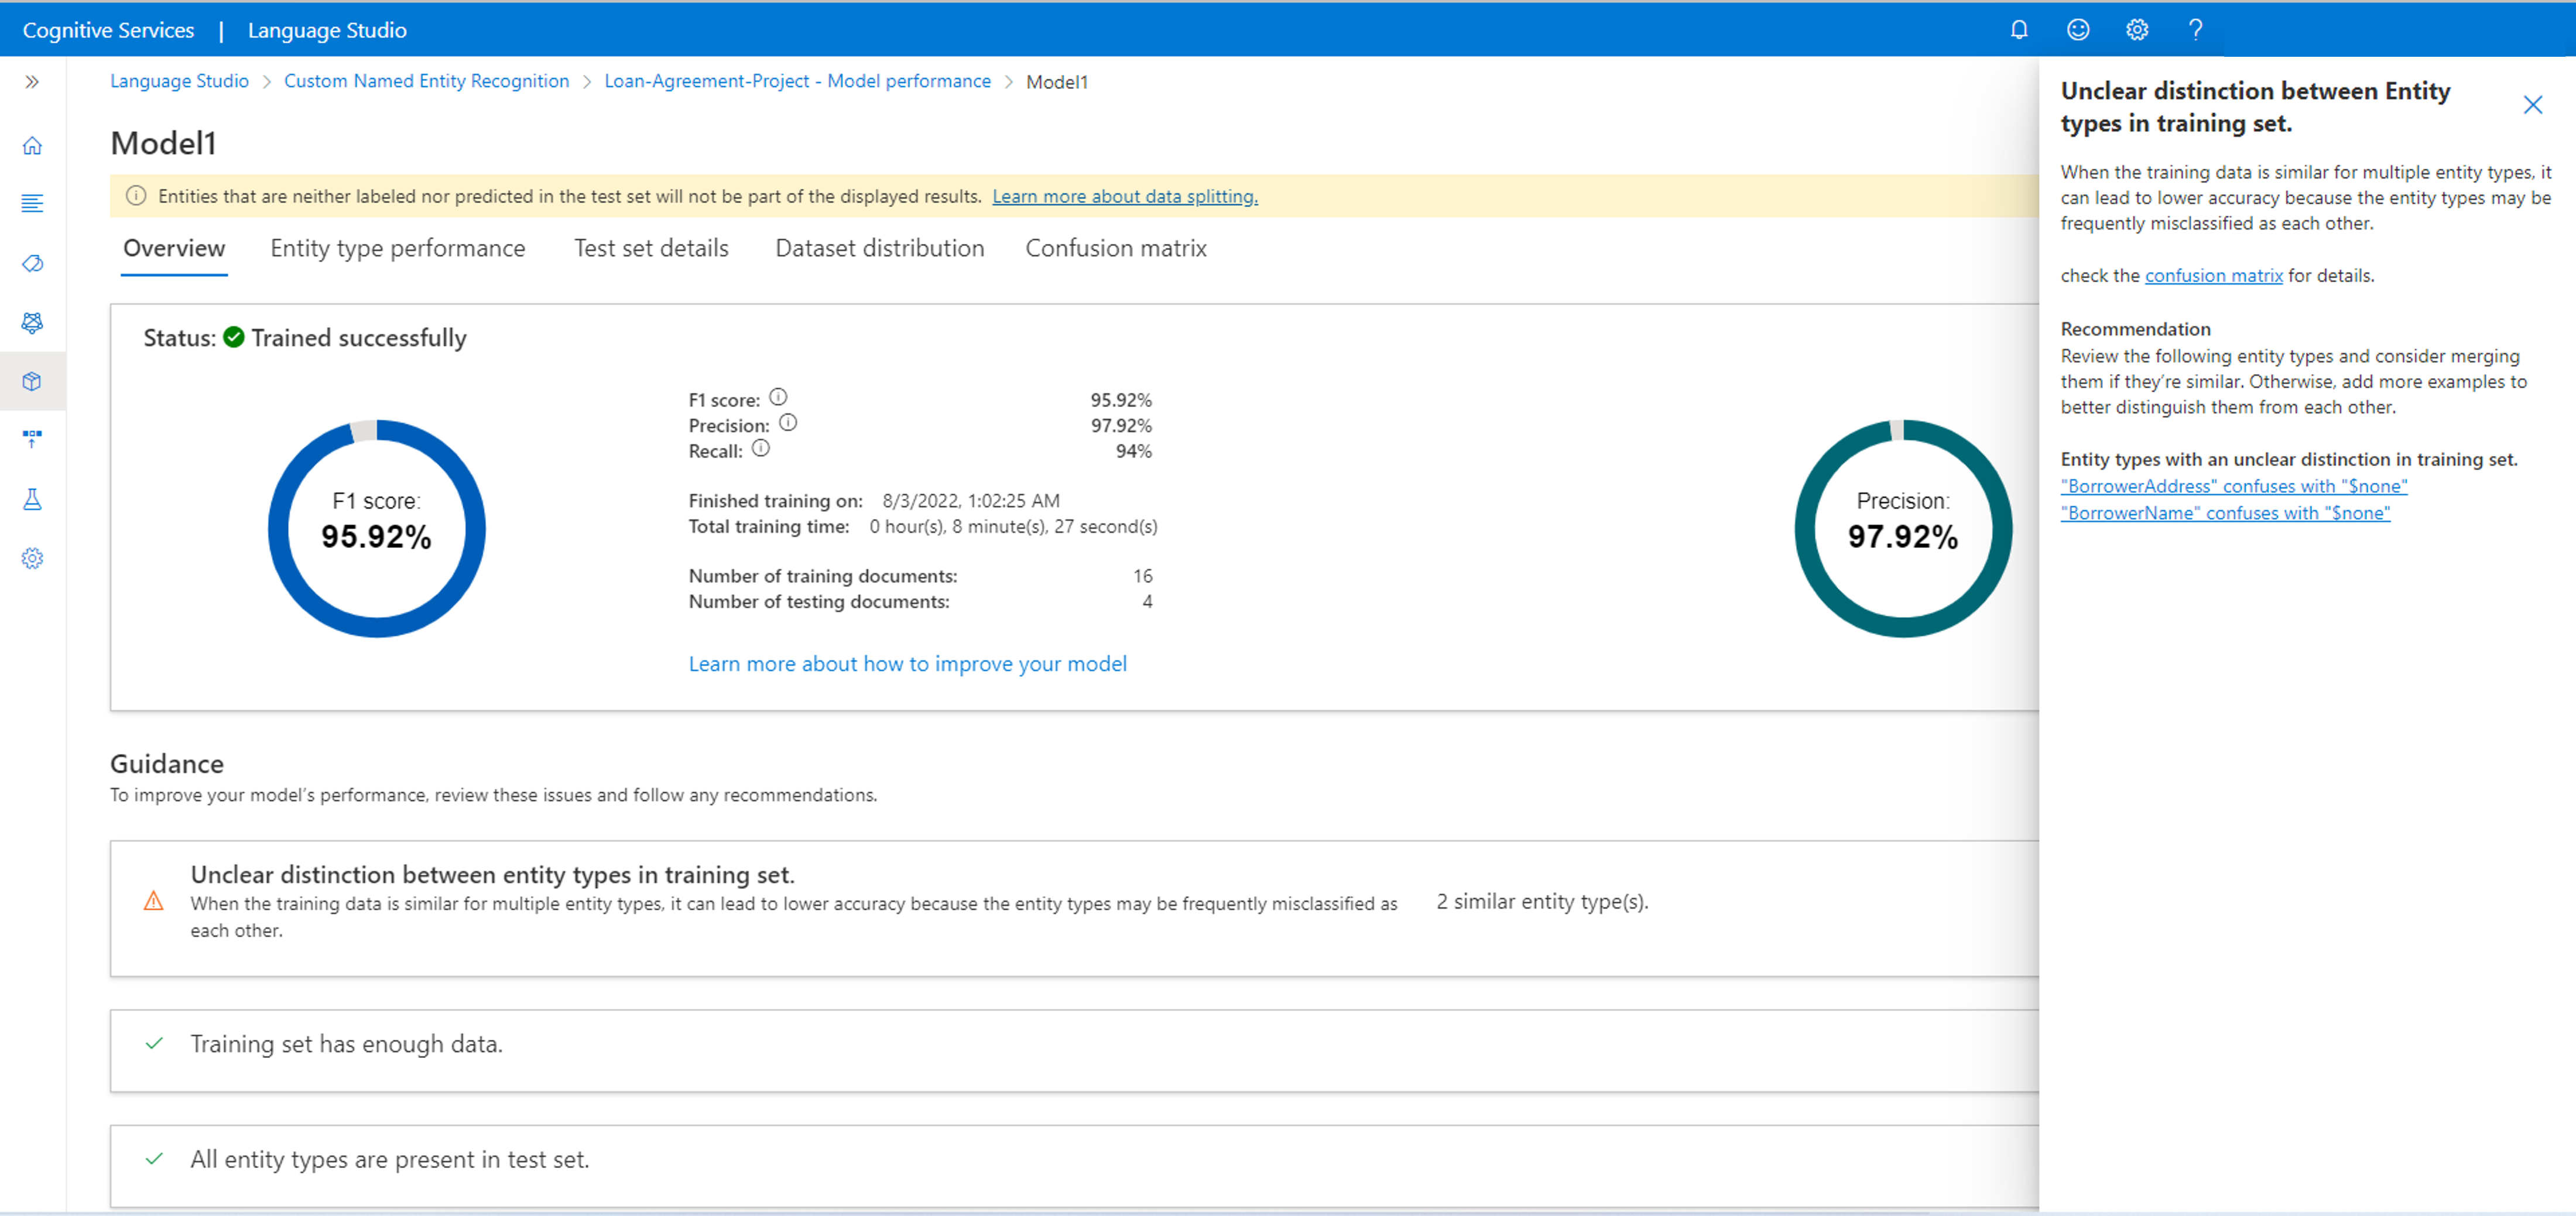 Cognitive Services | Language Studio
Language Studio > Custom Named Entity Recognition > Loan-Agreement-Project - Model performance > Model1
Model1
Entities that are neither labeled nor predicted in the test set will not be part of the displayed results. Learn more about data splitting.
Overview Entity type performance Test set details Dataset distribution Confusion matrix
Status: Trained successfully
F1 score:
95.92%
F1 score: 95.92%
Precision: 97.92%
Recall: 94%
Finished training on: 8/3/2022, 1:02:25 AM
Total training time: 0 hour(s), 8 minute(s), 27 second(s)
Number of training documents: 16
Number of testing documents: 4
Learn more about how to improve your model
Precision:
97.92%
Guidance
To improve your model's performance, review these issues and follow any recommendations.
Unclear distinction between entity types in training set.
When the training data is similar for multiple entity types, it can lead to lower accuracy because the entity types may be frequently misclassified as
each other.
2 similar entity type(s).
Training set has enough data.
All entity types are present in test set.
Unclear distinction between Entity
types in training set.
When the training data is similar for multiple entity types, it
can lead to lower accuracy because the entity types may be
frequently misclassified as each other.
check the confusion matrix for details.
Recommendation
Review the following entity types and consider merging
them if they're similar. Otherwise, add more examples to
better distinguish them from each other.
Entity types with an unclear distinction in training set.
"BorrowerAddress" confuses with "$none"
"BorrowerName" confuses with "$none"